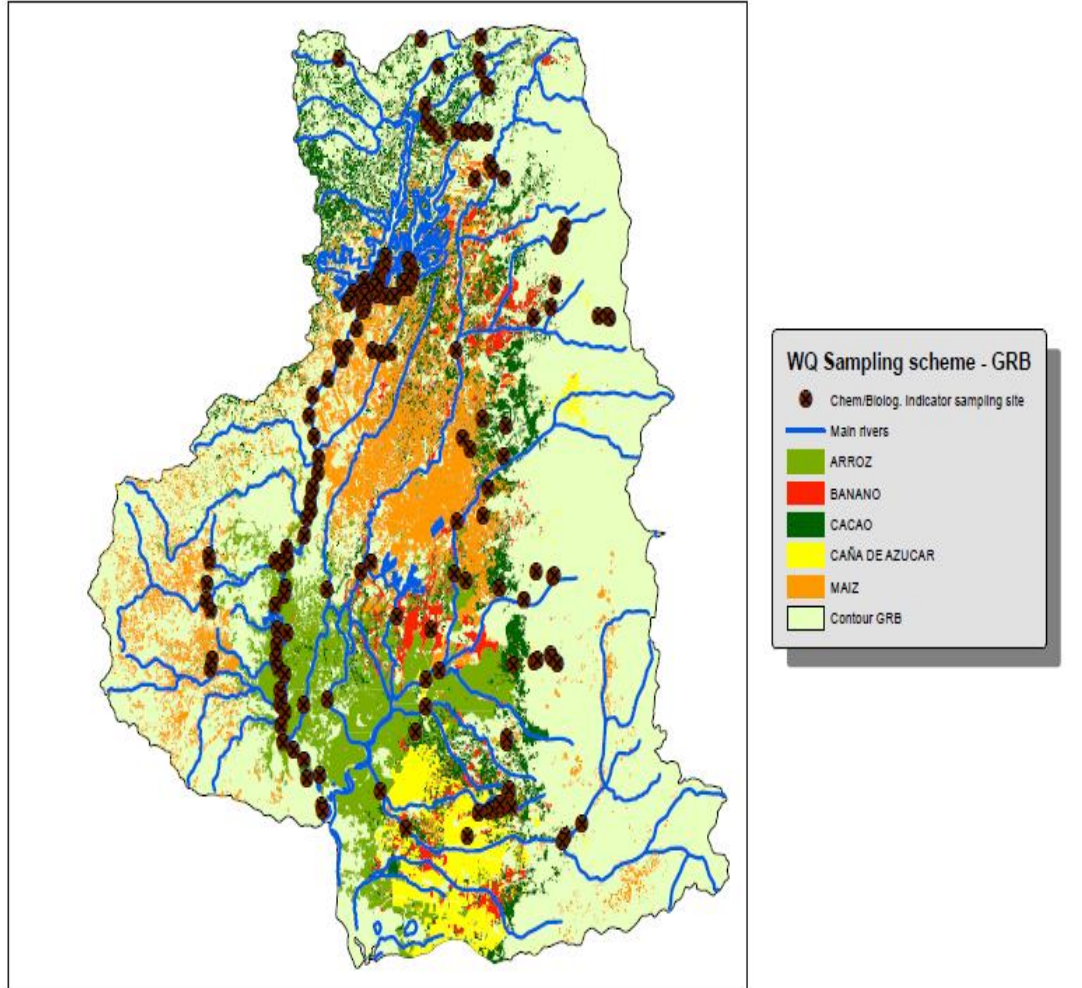 WQ Sampling scheme - GRB
Chem/Biolog. Indicator sampling site
Main rivers
ARROZ
BANANO
CACAO
CAÑA DE AZUCAR
MAIZ
Contour GRB